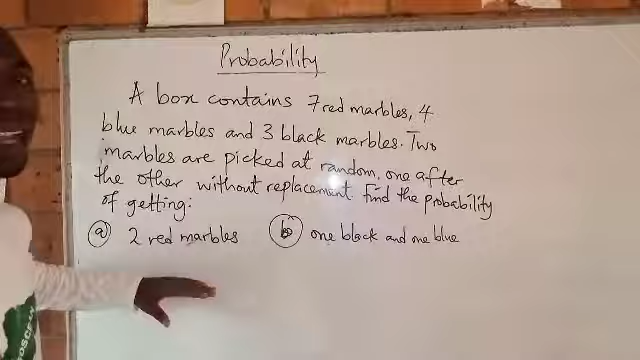 Probability
A box contains 7 red marbles, 4
blue marbles and 3 black marbles. Two
marbles are picked at random, one after
the other without replacement. Find the probability
of getting:
(a) 2 red marbles (b) one black and one blue